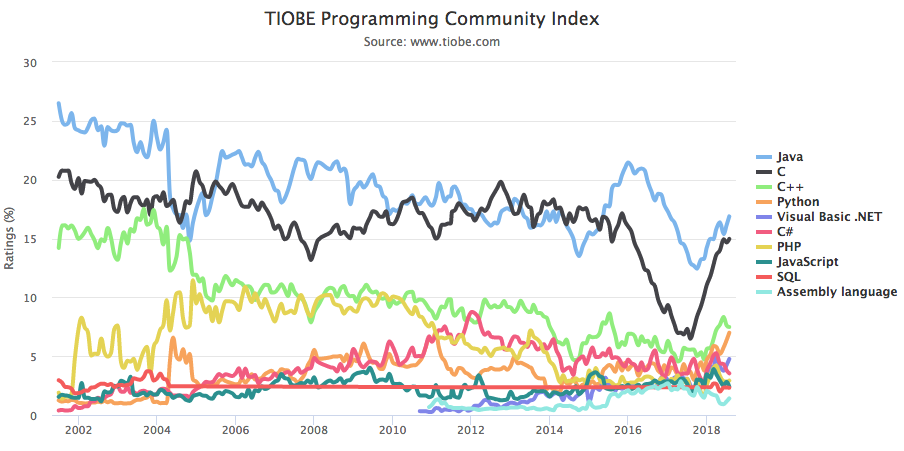 TIOBE Programming Community Index
Source: www.tiobe.com
Ratings (%)
30
25
20
15
10
5
0
2002 2004 2006 2008 2010 2012 2014 2016 2018
Java
C
C++
Python
Visual Basic .NET
C#
PHP
JavaScript
SQL
Assembly language